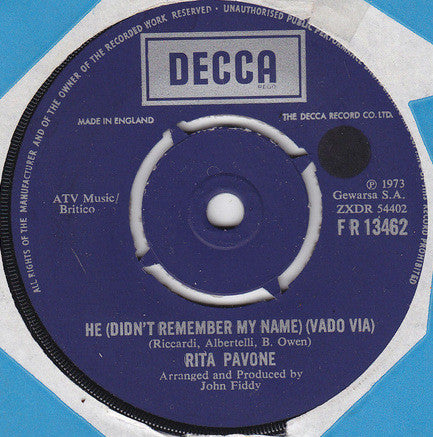 ALL RIGHTS OF THE MANUFACTURER AND OF THE OWNER OF THE RECORDED WORK RESERVED • UNAUTHORISED PUBLIC PERFORMANCE
PROHIBITED
DECCA
REGD
MADE IN ENGLAND
THE DECCA RECORD CO. LTD.
ATV Music/
Britico
℗ 1973
Gewarsa S.A.
ZXDR 54402
F R 13462
HE (DIDN'T REMEMBER MY NAME) (VADO VIA)
(Riccardi, Albertelli, B. Owen)
RITA PAVONE
Arranged and Produced by
John Fiddy